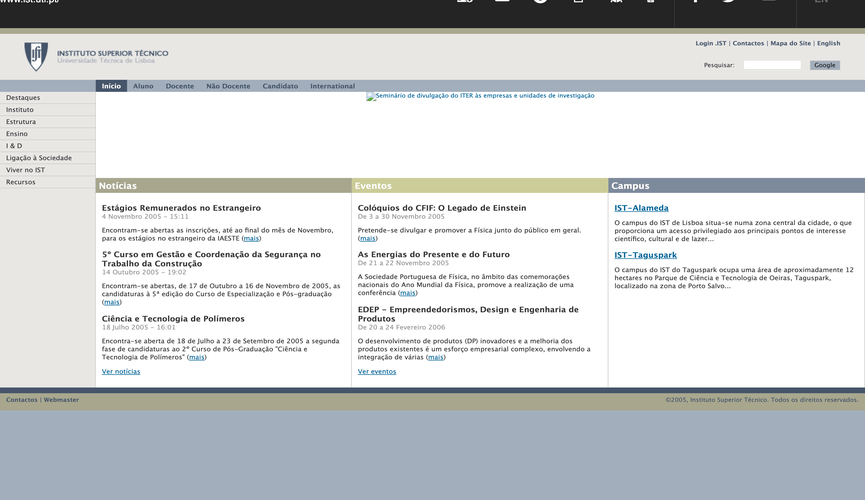 www.ist.utl.pt/
EN
INSTITUTO SUPERIOR TÉCNICO
Universidade Técnica de Lisboa
Login .IST | Contactos | Mapa do Site | English
Pesquisar:
Google
Início Aluno Docente Não Docente Candidato International
Destaques
Instituto
Estrutura
Ensino
I & D
Ligação à Sociedade
Viver no IST
Recursos
Seminário de divulgação do ITER às empresas e unidades de investigação
Notícias
Estágios Remunerados no Estrangeiro
4 Novembro 2005 - 15:11
Encontram-se abertas as inscrições, até ao final do mês de Novembro,
para os estágios no estrangeiro da IAESTE (mais)
5º Curso em Gestão e Coordenação da Segurança no
Trabalho da Construção
14 Outubro 2005 - 19:02
Encontram-se abertas, de 17 de Outubro a 16 de Novembro de 2005, as
candidaturas à 5ª edição do Curso de Especialização e Pós-graduação
(mais)
Ciência e Tecnologia de Polímeros
18 Julho 2005 - 16:01
Encontra-se aberta de 18 de Julho a 23 de Setembro de 2005 a segunda
fase de candidaturas ao 2º Curso de Pós-Graduação "Ciência e
Tecnologia de Polímeros" (mais)
Ver notícias
Eventos
Colóquios do CFIF: O Legado de Einstein
De 3 a 30 Novembro 2005
Pretende-se divulgar e promover a Física junto do público em geral.
(mais)
As Energias do Presente e do Futuro
De 21 a 22 Novembro 2005
A Sociedade Portuguesa de Física, no âmbito das comemorações
nacionais do Ano Mundial da Física, promove a realização de uma
conferência (mais)
EDEP - Empreendedorismos, Design e Engenharia de
Produtos
De 20 a 24 Fevereiro 2006
O desenvolvimento de produtos (DP) inovadores e a melhoria dos
produtos existentes é um esforço empresarial complexo, envolvendo a
integração de várias (mais)
Ver eventos
Campus
IST-Alameda
O campus do IST de Lisboa situa-se numa zona central da cidade, o que
proporciona um acesso privilegiado aos principais pontos de interesse
científico, cultural e de lazer...
IST-Taguspark
O campus do IST do Taguspark ocupa uma área de aproximadamente 12
hectares no Parque de Ciência e Tecnologia de Oeiras, Taguspark,
localizado na zona de Porto Salvo...
Contactos | Webmaster
©2005, Instituto Superior Técnico. Todos os direitos reservados.